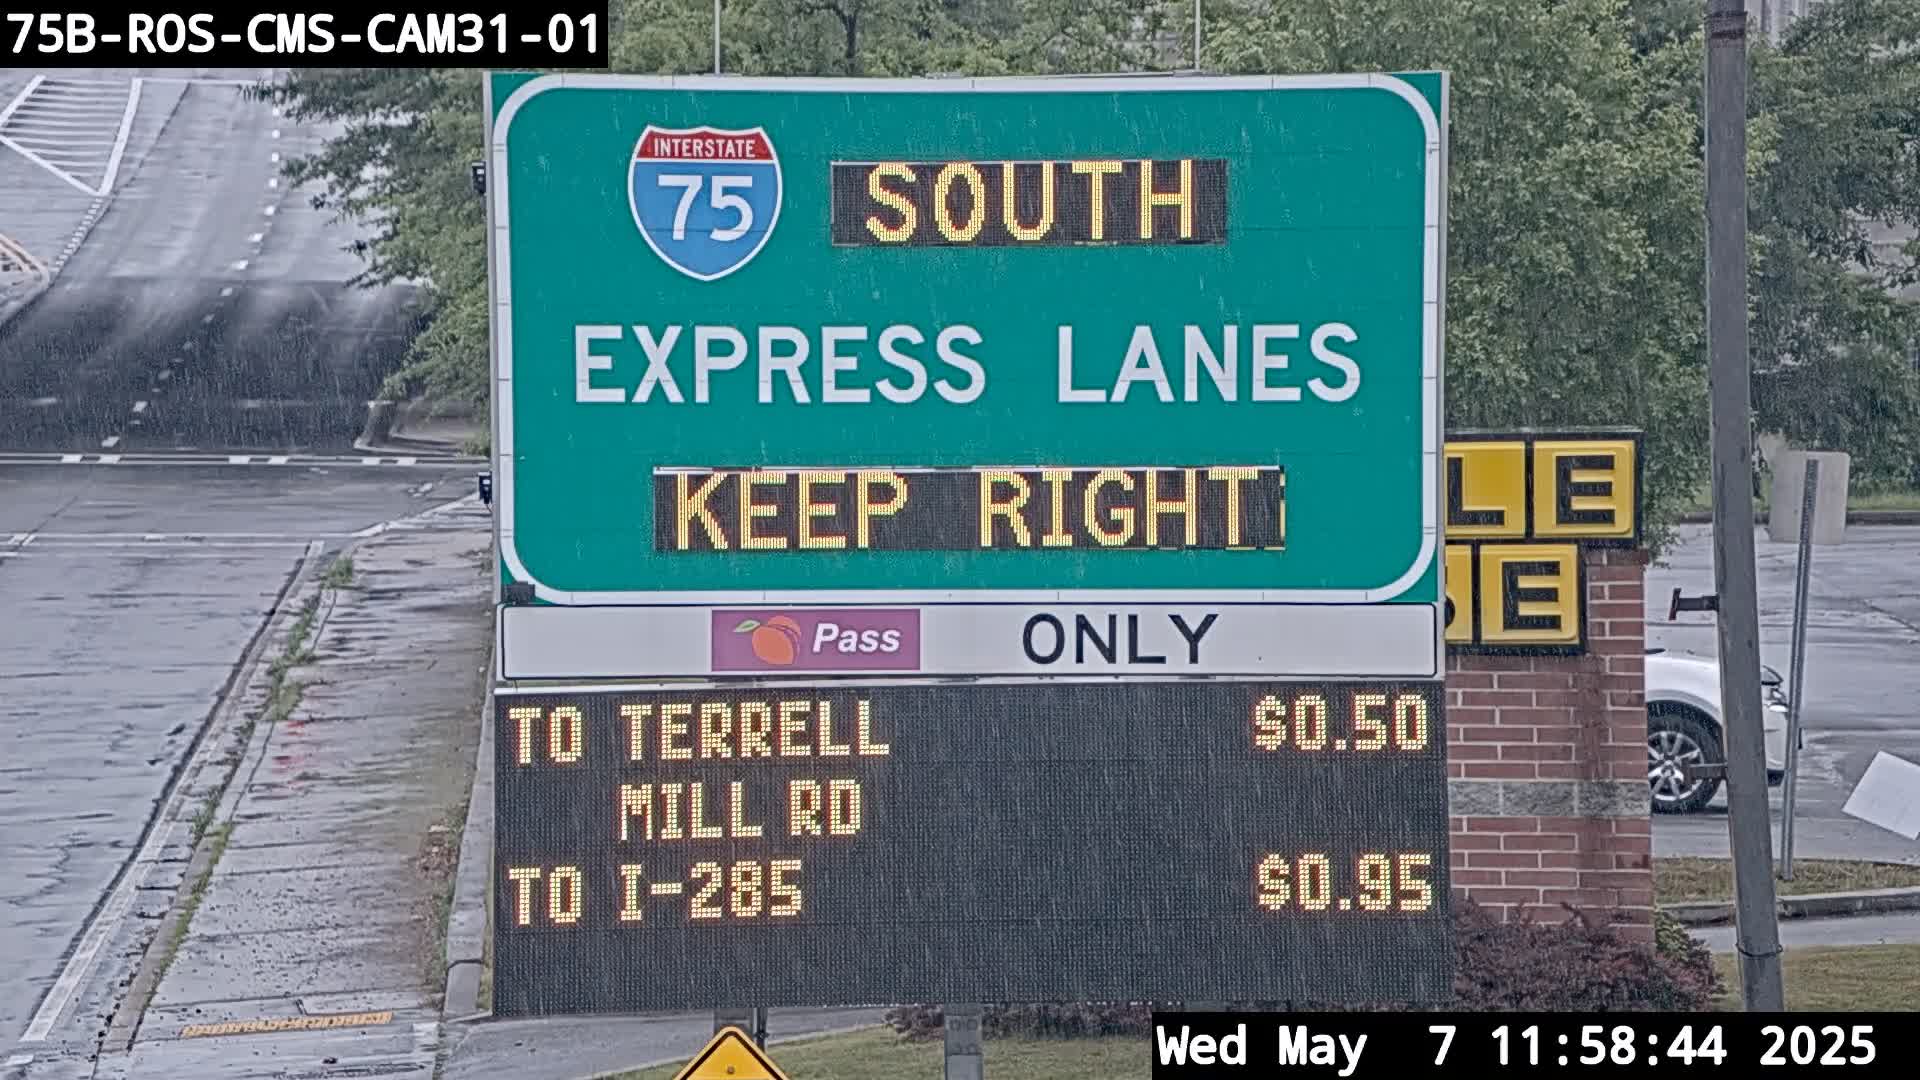 75B-ROS-CMS-CAM31-01
INTERSTATE
75
SOUTH
EXPRESS LANES
KEEP RIGHT
Pass ONLY
TO TERRELL $0.50
MILL RD
TO I-285 $0.95
LE
E
Wed May 7 11:58:44 2025